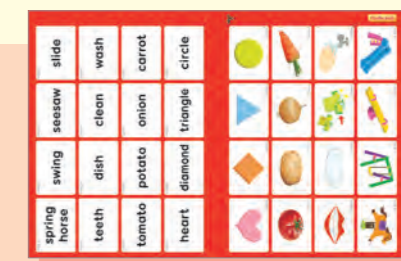 slide
wash
carrot
circle
seesaw
clean
onion
triangle
swing
dish
potato
diamond
spring
horse
teeth
tomato
heart